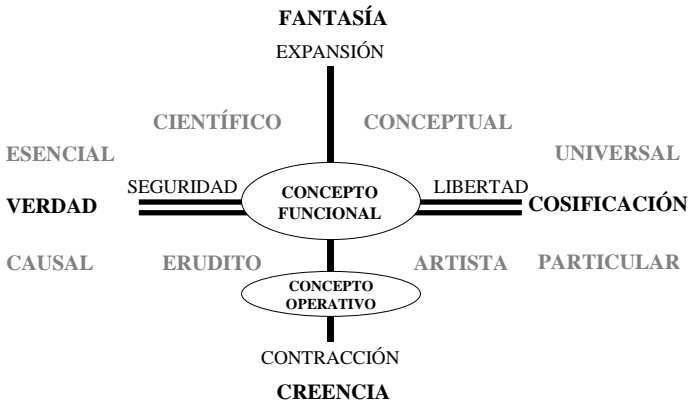 FANTASÍA
EXPANSIÓN
CIENTÍFICO CONCEPTUAL
ESENCIAL UNIVERSAL
SEGURIDAD LIBERTAD
CONCEPTO
FUNCIONAL
VERDAD COSIFICACIÓN
CAUSAL ERUDITO ARTISTA PARTICULAR
CONCEPTO
OPERATIVO
CONTRACCIÓN
CREENCIA